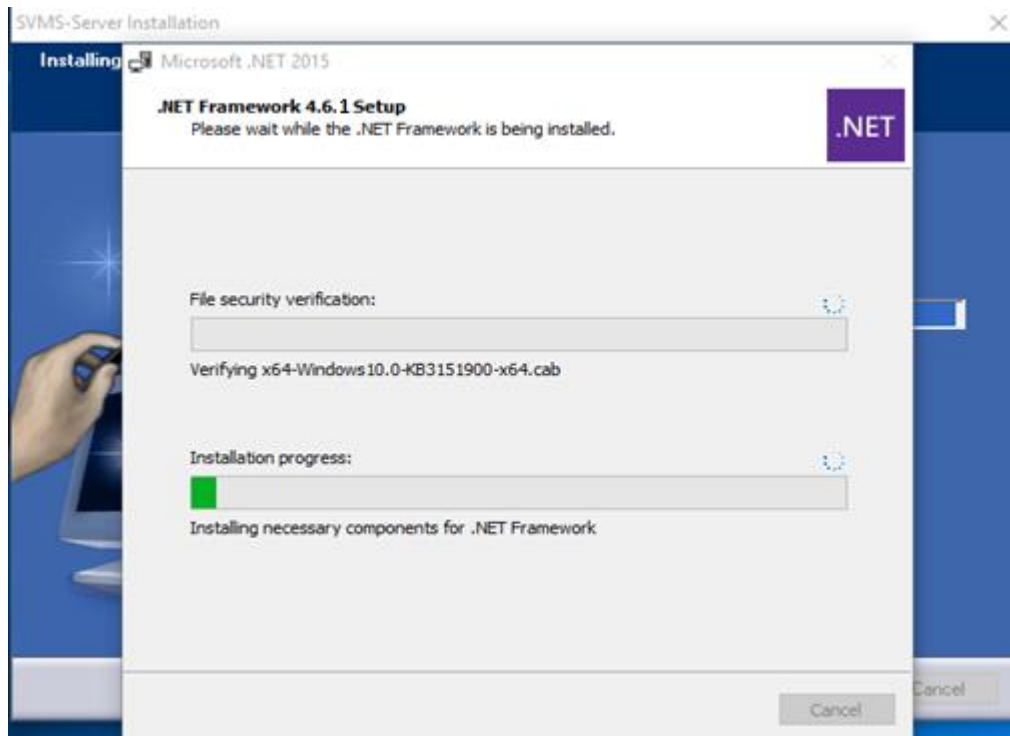 SVMS-Server Installation
Installing
Microsoft .NET 2015
.NET Framework 4.6.1 Setup
Please wait while the .NET Framework is being installed.
.NET
File security verification:
Verifying x64-Windows10.0-KB3151900-x64.cab
Installation progress:
Installing necessary components for .NET Framework
Cancel
Cancel